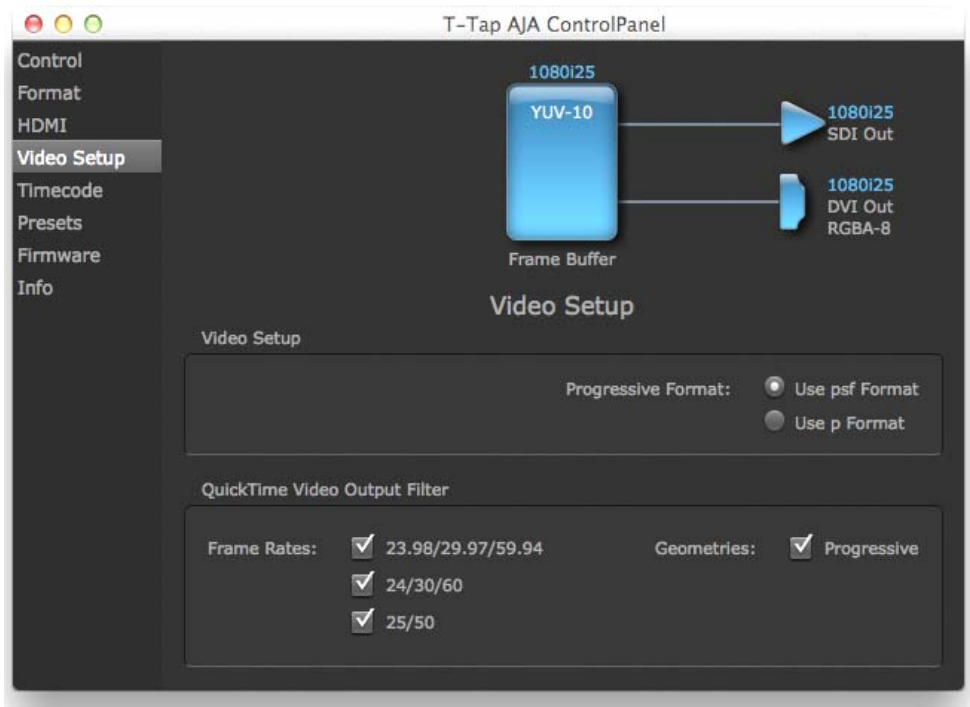 T-Tap AJA ControlPanel
Control
Format
HDMI
Video Setup
Timecode
Presets
Firmware
Info
1080i25
YUV-10
Frame Buffer
1080i25
SDI Out
1080i25
DVI Out
RGBA-8
Video Setup
Video Setup
Progressive Format:
Use psf Format
Use p Format
QuickTime Video Output Filter
Frame Rates:
23.98/29.97/59.94
24/30/60
25/50
Geometries:
Progressive